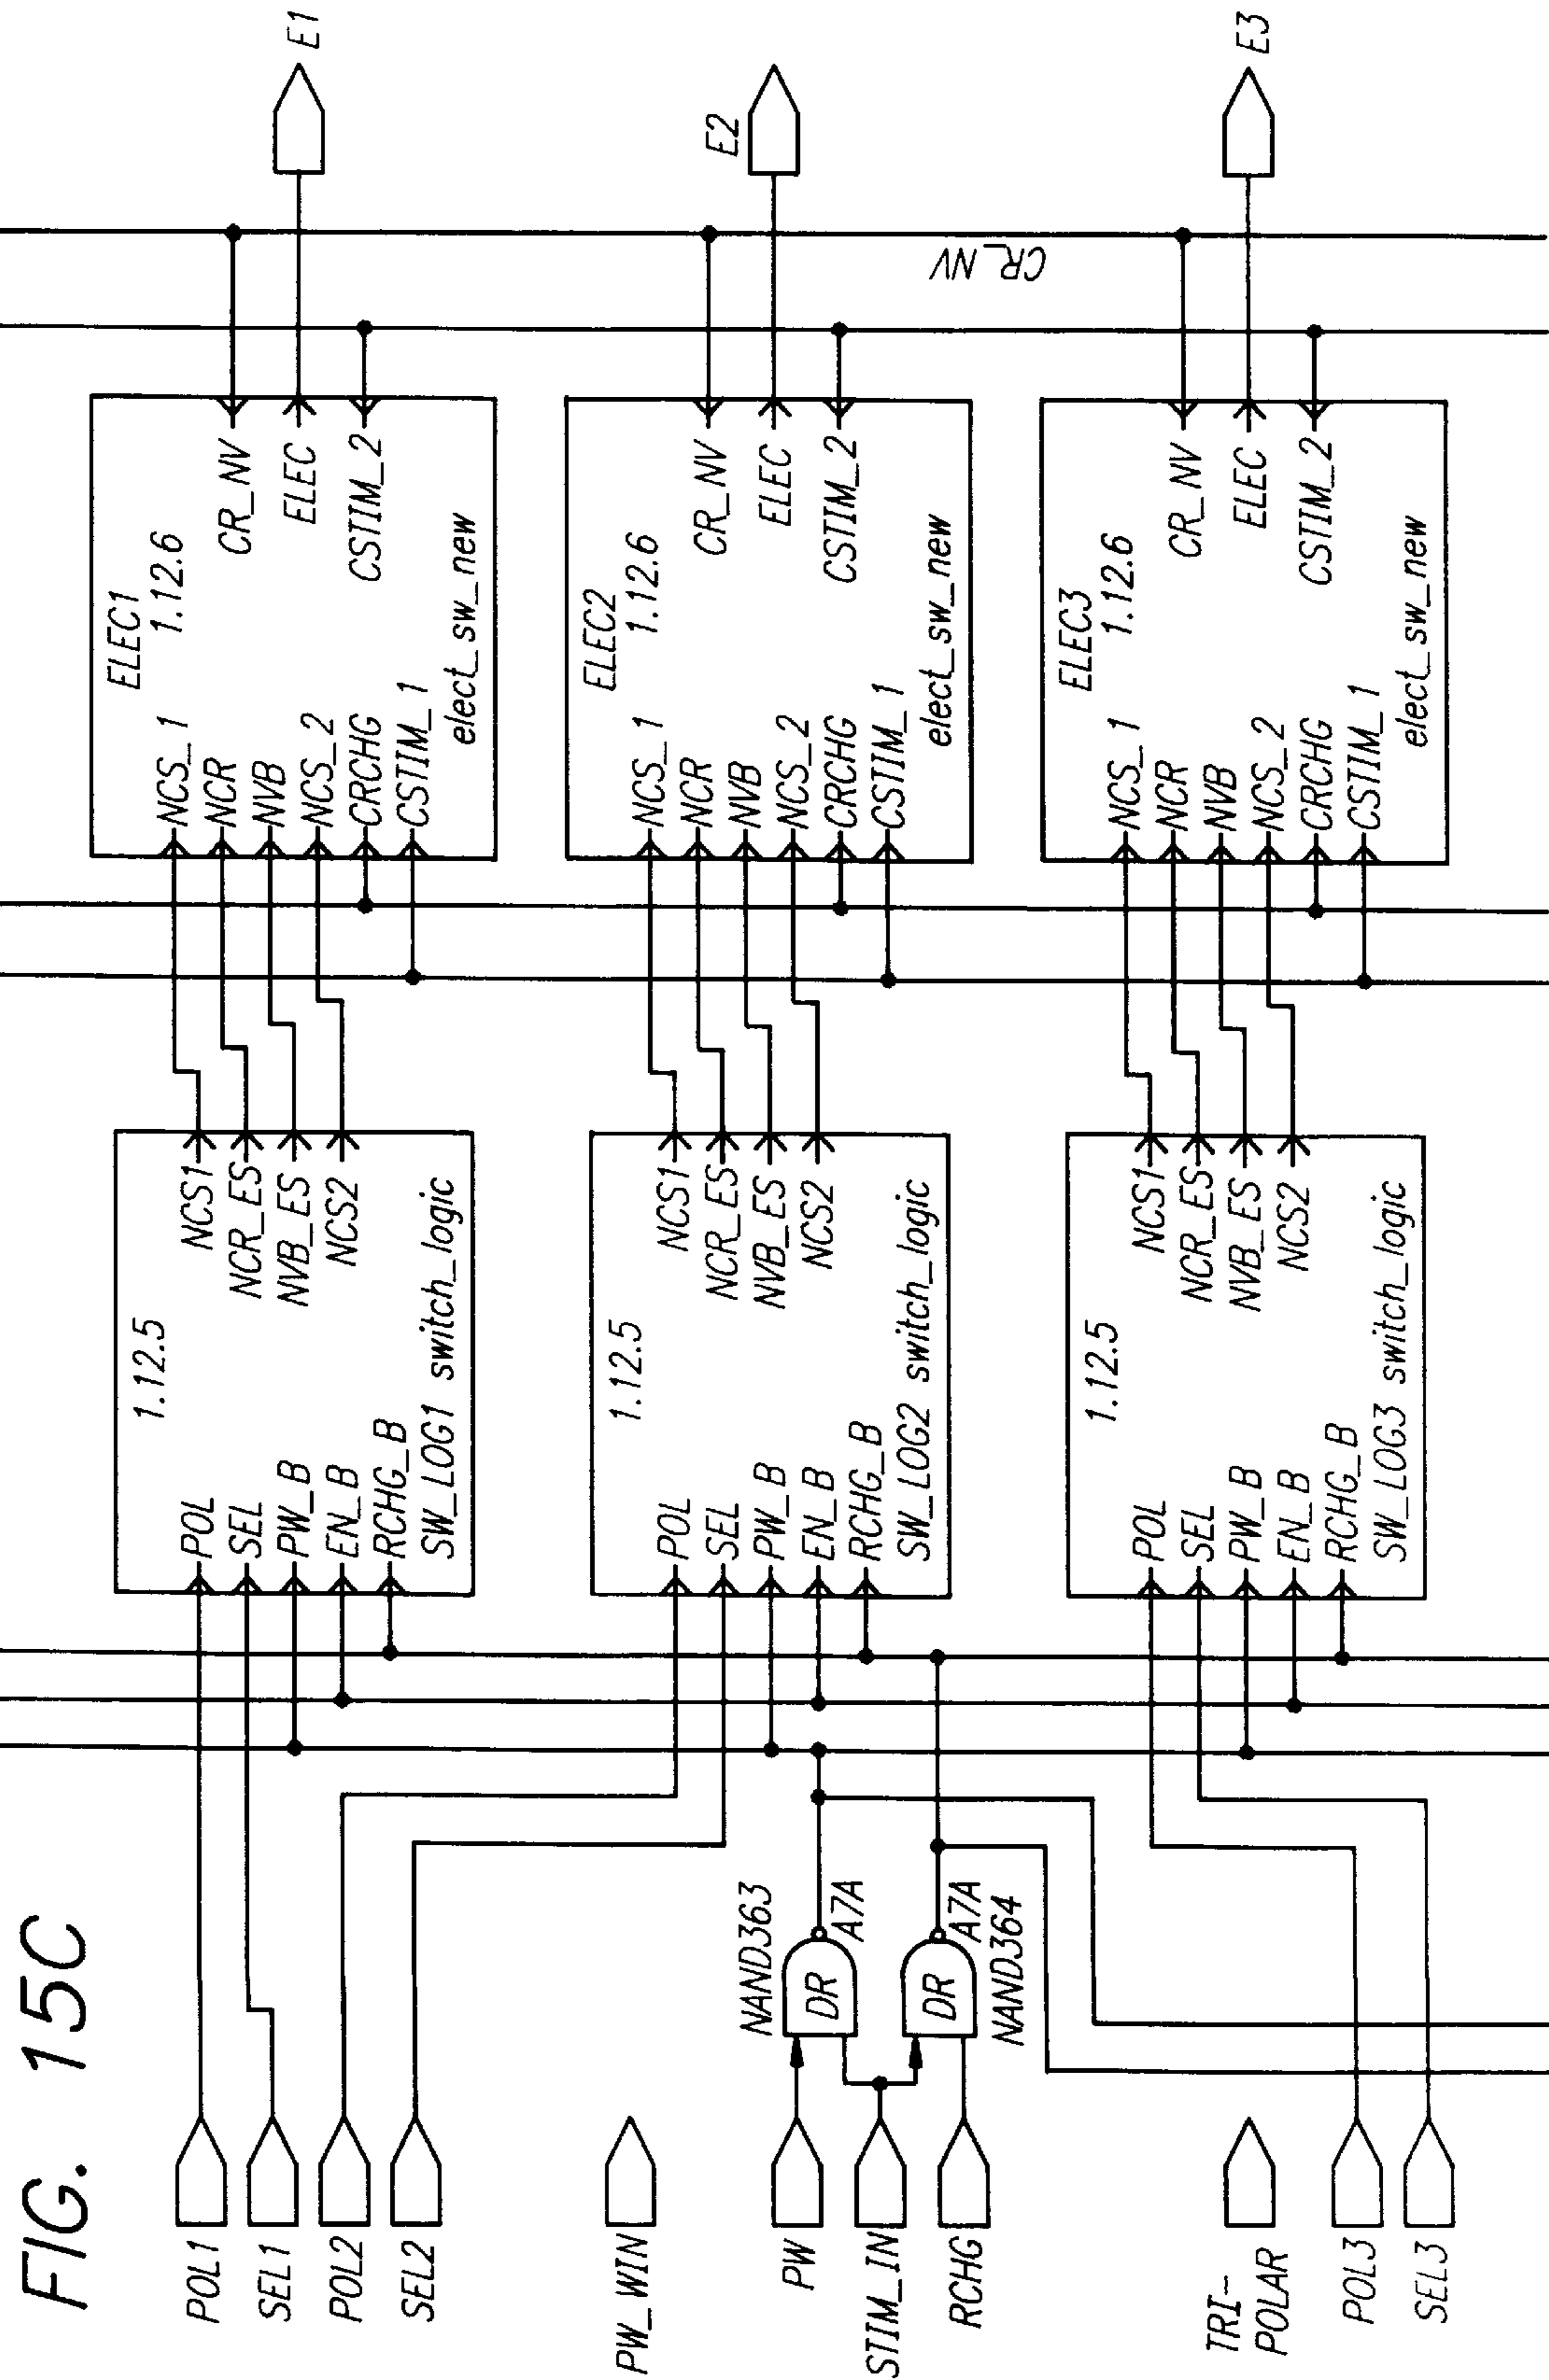 FIG. 15C
POL1
SEL1
POL2
SEL2
PW_WIN
PW
STIM_IN
RCHG
TRI-
POLAR
POL3
SEL3
NAND363
DR
A7A
DR
A7A
NAND364
1.12.5
POL
SEL
PW_B
EN_B
RCHG_B
NCS1
NCR_ES
NVB_ES
NCS2
SW_LOG1 switch_logic
1.12.5
POL
SEL
PW_B
EN_B
RCHG_B
NCS1
NCR_ES
NVB_ES
NCS2
SW_LOG2 switch_logic
1.12.5
POL
SEL
PW_B
EN_B
RCHG_B
NCS1
NCR_ES
NVB_ES
NCS2
SW_LOG3 switch_logic
ELEC1
1.12.6
NCS_1
NCR
NVB
NCS_2
CRCHG
CSTIM_1
CR_NV
ELEC
CSTIM_2
elect_sw_new
ELEC2
1.12.6
NCS_1
NCR
NVB
NCS_2
CRCHG
CSTIM_1
CR_NV
ELEC
CSTIM_2
elect_sw_new
ELEC3
1.12.6
NCS_1
NCR
NVB
NCS_2
CRCHG
CSTIM_1
CR_NV
ELEC
CSTIM_2
elect_sw_new
CR_NV
E1
E2
E3